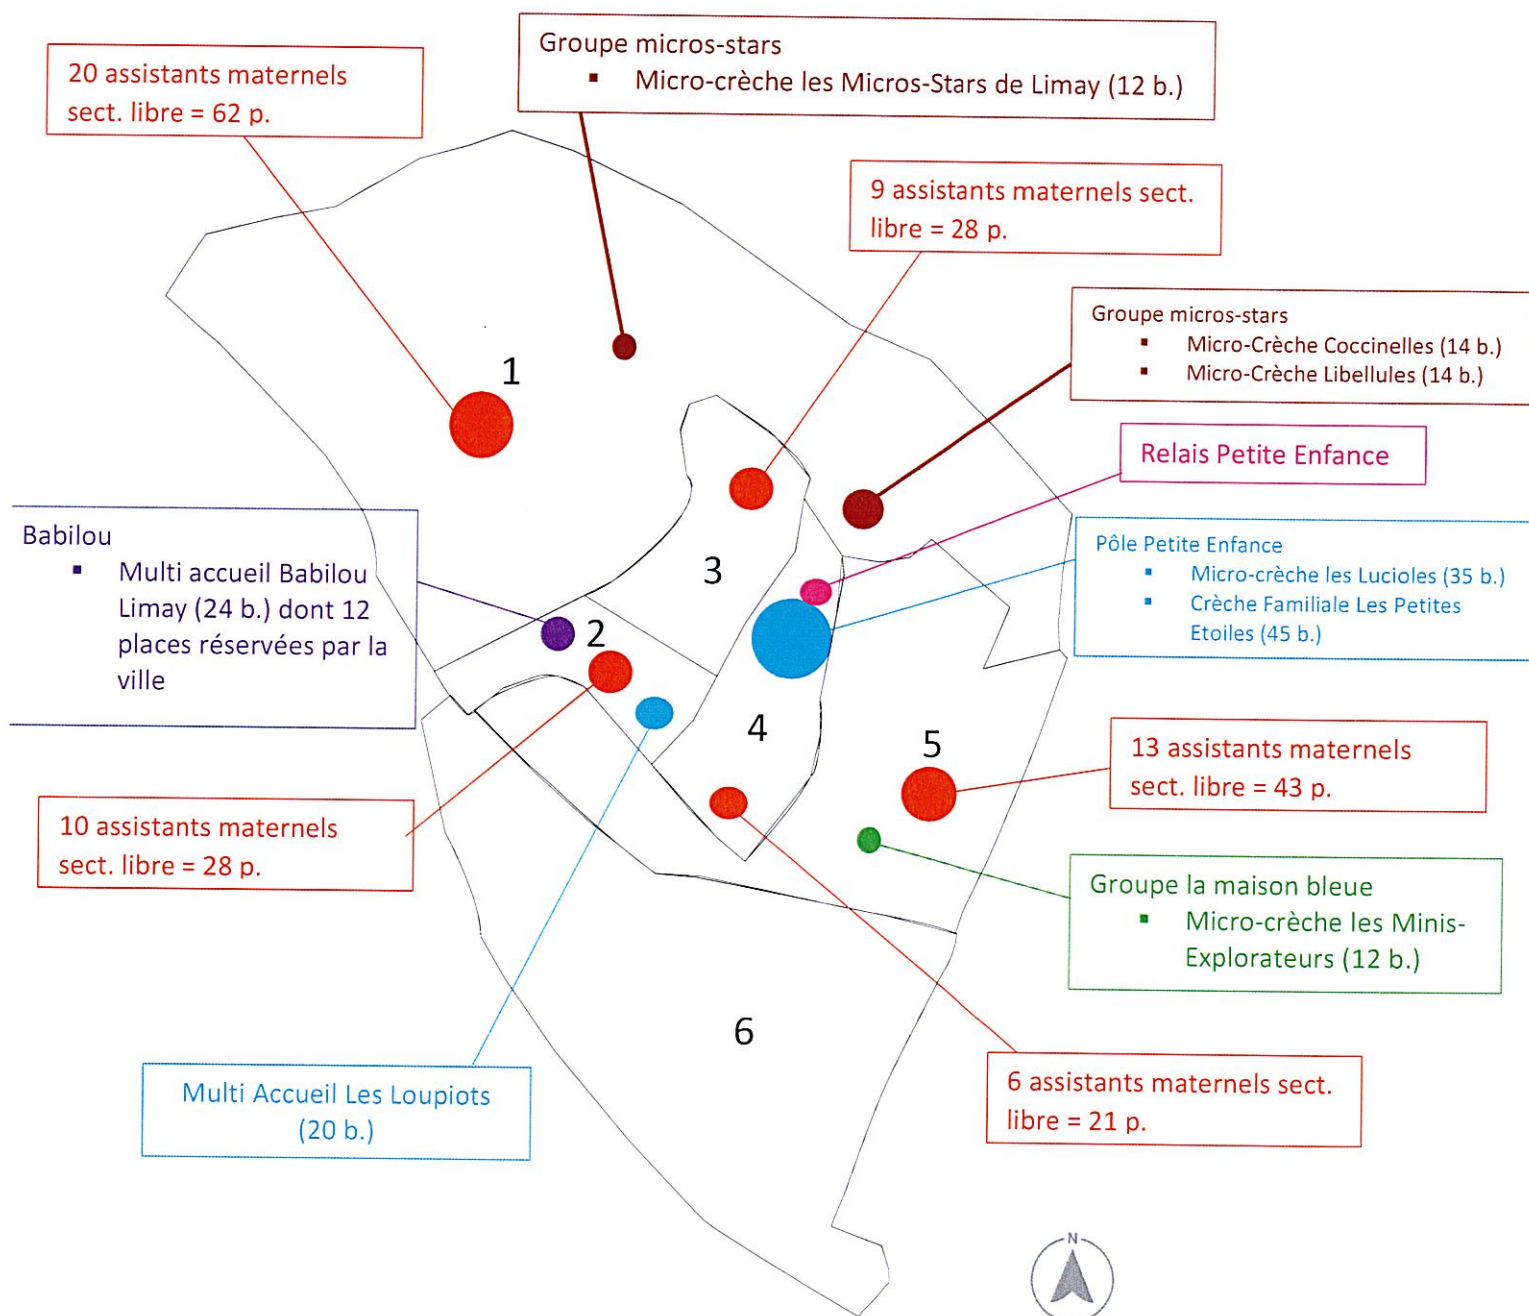 20 assistants maternels
sect. libre = 62 p.
Groupe micros-stars
▪ Micro-crèche les Micros-Stars de Limay (12 b.)
9 assistants maternels sect.
libre = 28 p.
Groupe micros-stars
▪ Micro-Crèche Coccinelles (14 b.)
▪ Micro-Crèche Libellules (14 b.)
1
Relais Petite Enfance
Babilou
▪ Multi accueil Babilou
Limay (24 b.) dont 12
places réservées par la
ville
Pôle Petite Enfance
▪ Micro-crèche les Lucioles (35 b.)
▪ Crèche Familiale Les Petites
Etoiles (45 b.)
3
2
4
5
13 assistants maternels
sect. libre = 43 p.
10 assistants maternels
sect. libre = 28 p.
Groupe la maison bleue
▪ Micro-crèche les Minis-
Explorateurs (12 b.)
6
Multi Accueil Les Loupiots
(20 b.)
6 assistants maternels sect.
libre = 21 p.
N